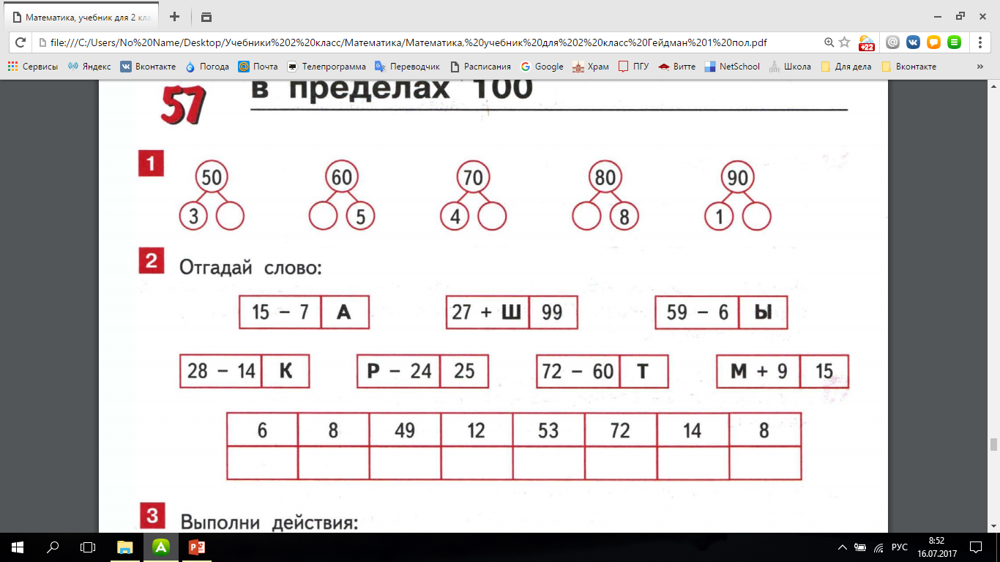 Математика, учебник для 2 кла
file:///C:/Users/No%20Name/Desktop/Учебники%202%20класс/Математика/Математика,%20учебник%20для%202%20класс%20Гейдман%201%20пол.pdf
+22
Сервисы Яндекс Вконтакте Погода Почта Телепрограмма Переводчик Расписания Google Храм ПГУ Витте NetSchool Школа Для дела Вконтакте »
57 в пределах 100
1
50 60 70 80 90
3 5 4 8 1
2 Отгадай слово:
15 – 7 А 27 + Ш 99 59 – 6 Ы
28 – 14 К Р – 24 25 72 – 60 Т М + 9 15
6 8 49 12 53 72 14 8
3 Выполни действия:
РУС 8:52
16.07.2017